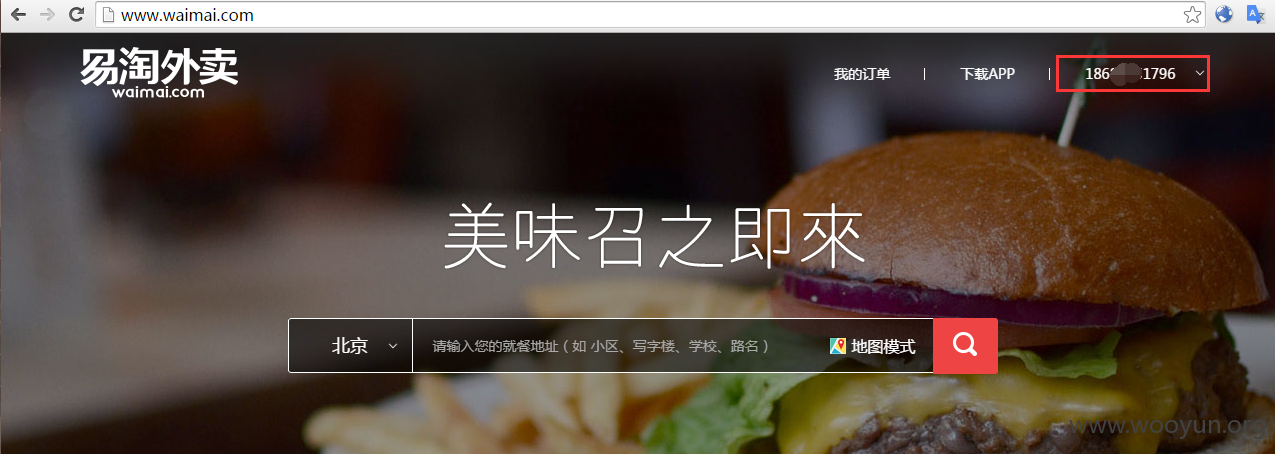 www.waimai.com
易淘外卖
waimai.com
我的订单
下载APP
1796
美味召之即來
北京
请输入您的就餐地址（如 小区、写字楼、学校、路名）
地图模式
www.wooyun.org